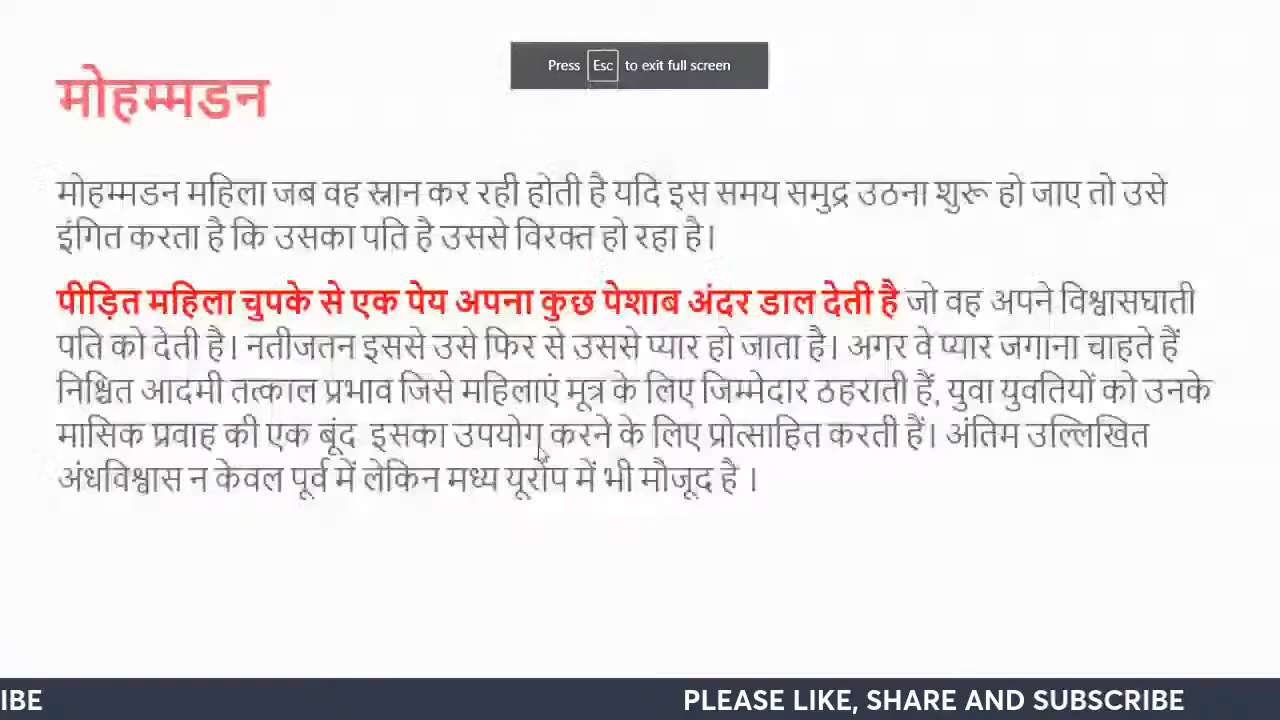 Press Esc to exit full screen
मोहम्मडन
मोहम्मडन महिला जब वह स्नान कर रही होती है यदि इस समय समुद्र उठना शुरू हो जाए तो उसे
इंगित करता है कि उसका पति है उससे विरक्त हो रहा है।
पीड़ित महिला चुपके से एक पेय अपना कुछ पेशाब अंदर डाल देती है जो वह अपने विश्वासघाती
पति को देती है। नतीजतन इससे उसे फिर से उससे प्यार हो जाता है। अगर वे प्यार जगाना चाहते हैं
निश्चित आदमी तत्काल प्रभाव जिसे महिलाएं मूत्र के लिए जिम्मेदार ठहराती हैं, युवा युवतियों को उनके
मासिक प्रवाह की एक बूंद इसका उपयोग करने के लिए प्रोत्साहित करती हैं। अंतिम उल्लिखित
अंधविश्वास न केवल पूर्व में लेकिन मध्य यूरोप में भी मौजूद है ।
IBE PLEASE LIKE, SHARE AND SUBSCRIBE